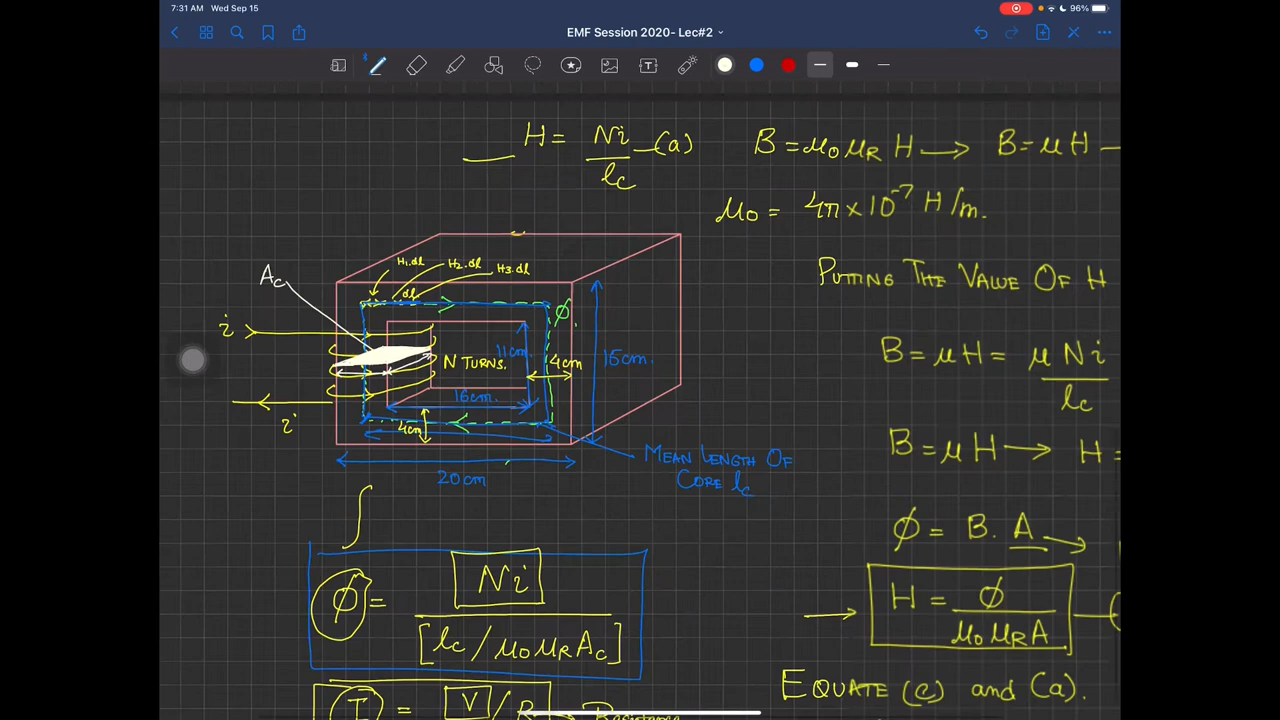 7:31 AM Wed Sep 15
96%
EMF Session 2020- Lec#2
H = Ni/lc —(a)
B = μ0 μR H → B = μH
μ0 = 4π×10⁻⁷ H/m.
PUTTING THE VALUE OF H
H1.dl
H2.dl
H3.dl
dl
Ac
φ
i
N TURNS.
11cm.
4cm
15cm.
16cm.
4cm
i
20cm
MEAN LENGTH OF
CORE lc
B = μH = μNi/lc
B = μH → H =
∫
φ = B. A →
φ = Ni/[lc/μ0μRAc]
→ H = φ/μ0μRA
EQUATE (e) and (a).
I = V/R → Resistance